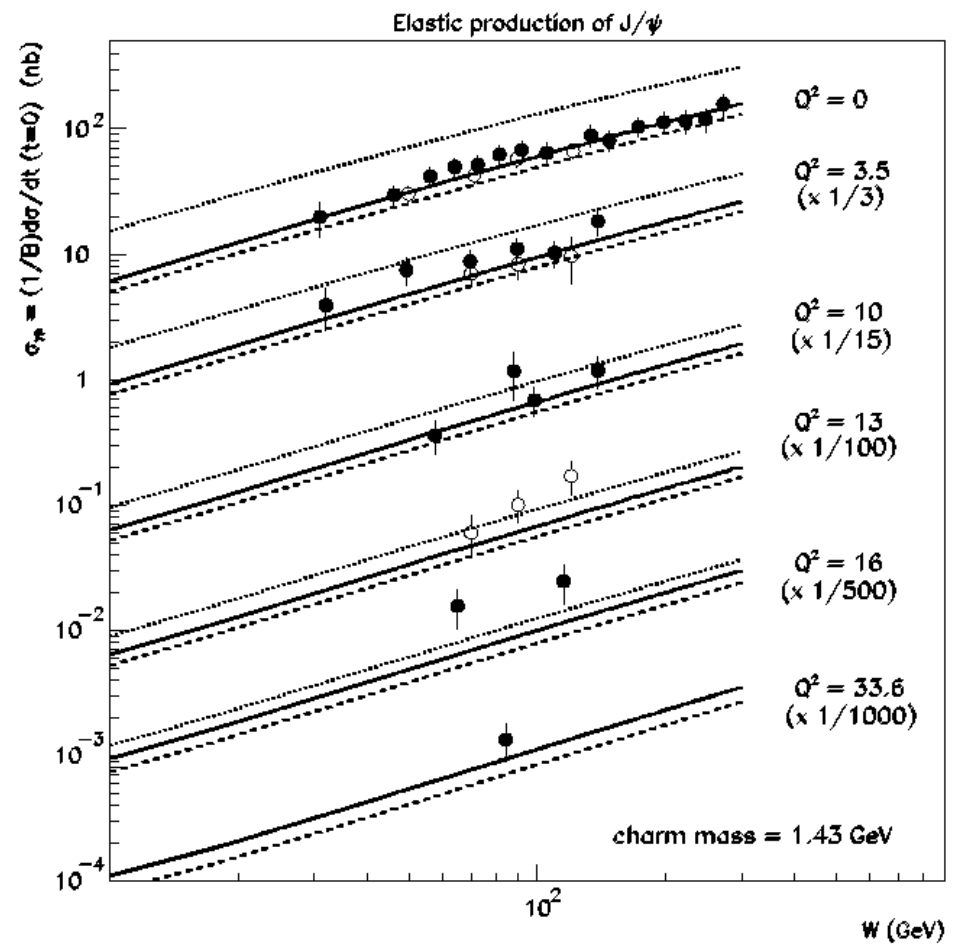 Elastic production of J/ψ
σ_ψ = (1/B)dσ/dt (t=0) (nb)
10²
10
1
10⁻¹
10⁻²
10⁻³
10⁻⁴
Q² = 0
Q² = 3.5
(x 1/3)
Q² = 10
(x 1/15)
Q² = 13
(x 1/100)
Q² = 16
(x 1/500)
Q² = 33.6
(x 1/1000)
charm mass = 1.43 GeV
10²
W (GeV)